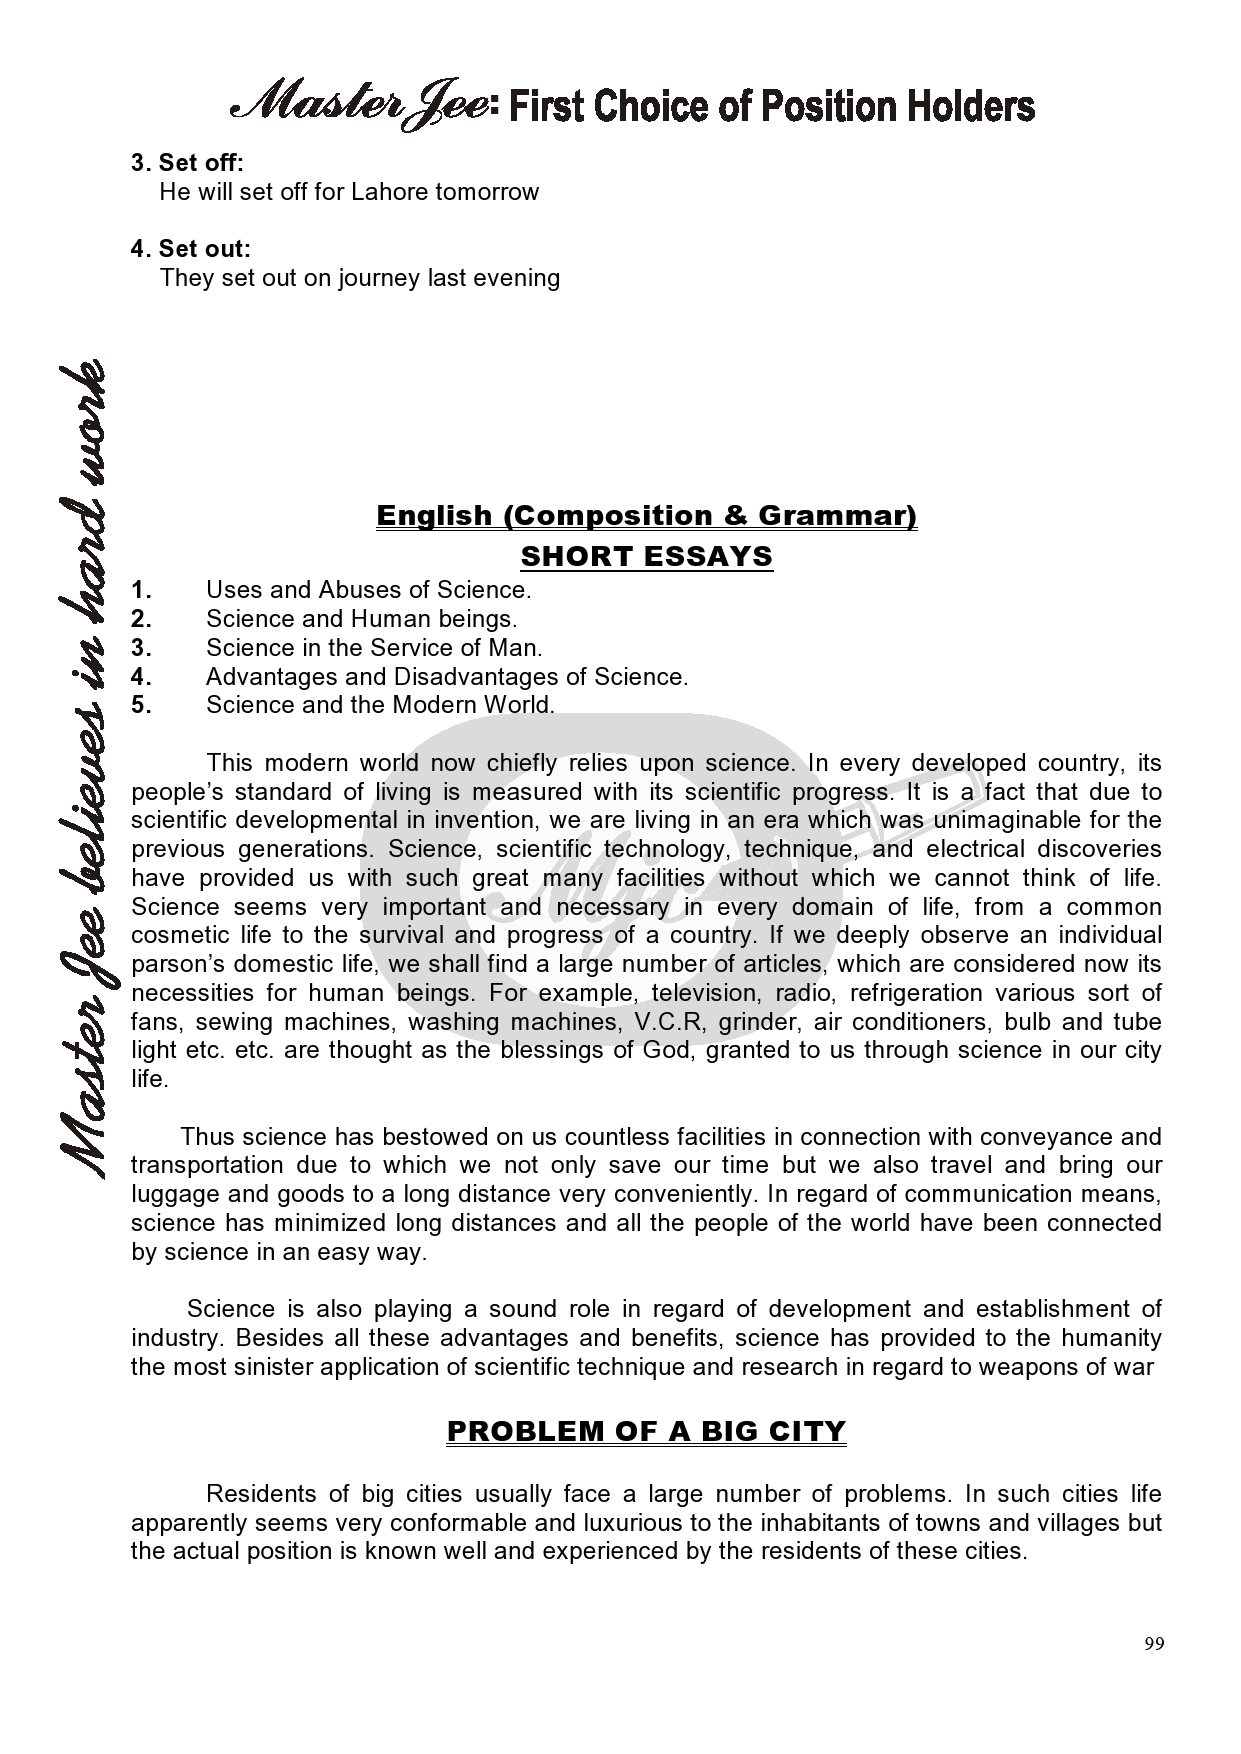 Master Jee: First Choice of Position Holders
3. Set off:
He will set off for Lahore tomorrow
4. Set out:
They set out on journey last evening
Master Jee believes in hard work
English (Composition & Grammar)
SHORT ESSAYS
1. Uses and Abuses of Science.
2. Science and Human beings.
3. Science in the Service of Man.
4. Advantages and Disadvantages of Science.
5. Science and the Modern World.
This modern world now chiefly relies upon science. In every developed country, its
people’s standard of living is measured with its scientific progress. It is a fact that due to
scientific developmental in invention, we are living in an era which was unimaginable for the
previous generations. Science, scientific technology, technique, and electrical discoveries
have provided us with such great many facilities without which we cannot think of life.
Science seems very important and necessary in every domain of life, from a common
cosmetic life to the survival and progress of a country. If we deeply observe an individual
parson’s domestic life, we shall find a large number of articles, which are considered now its
necessities for human beings. For example, television, radio, refrigeration various sort of
fans, sewing machines, washing machines, V.C.R, grinder, air conditioners, bulb and tube
light etc. etc. are thought as the blessings of God, granted to us through science in our city
life.
Thus science has bestowed on us countless facilities in connection with conveyance and
transportation due to which we not only save our time but we also travel and bring our
luggage and goods to a long distance very conveniently. In regard of communication means,
science has minimized long distances and all the people of the world have been connected
by science in an easy way.
Science is also playing a sound role in regard of development and establishment of
industry. Besides all these advantages and benefits, science has provided to the humanity
the most sinister application of scientific technique and research in regard to weapons of war
PROBLEM OF A BIG CITY
Residents of big cities usually face a large number of problems. In such cities life
apparently seems very conformable and luxurious to the inhabitants of towns and villages but
the actual position is known well and experienced by the residents of these cities.
99